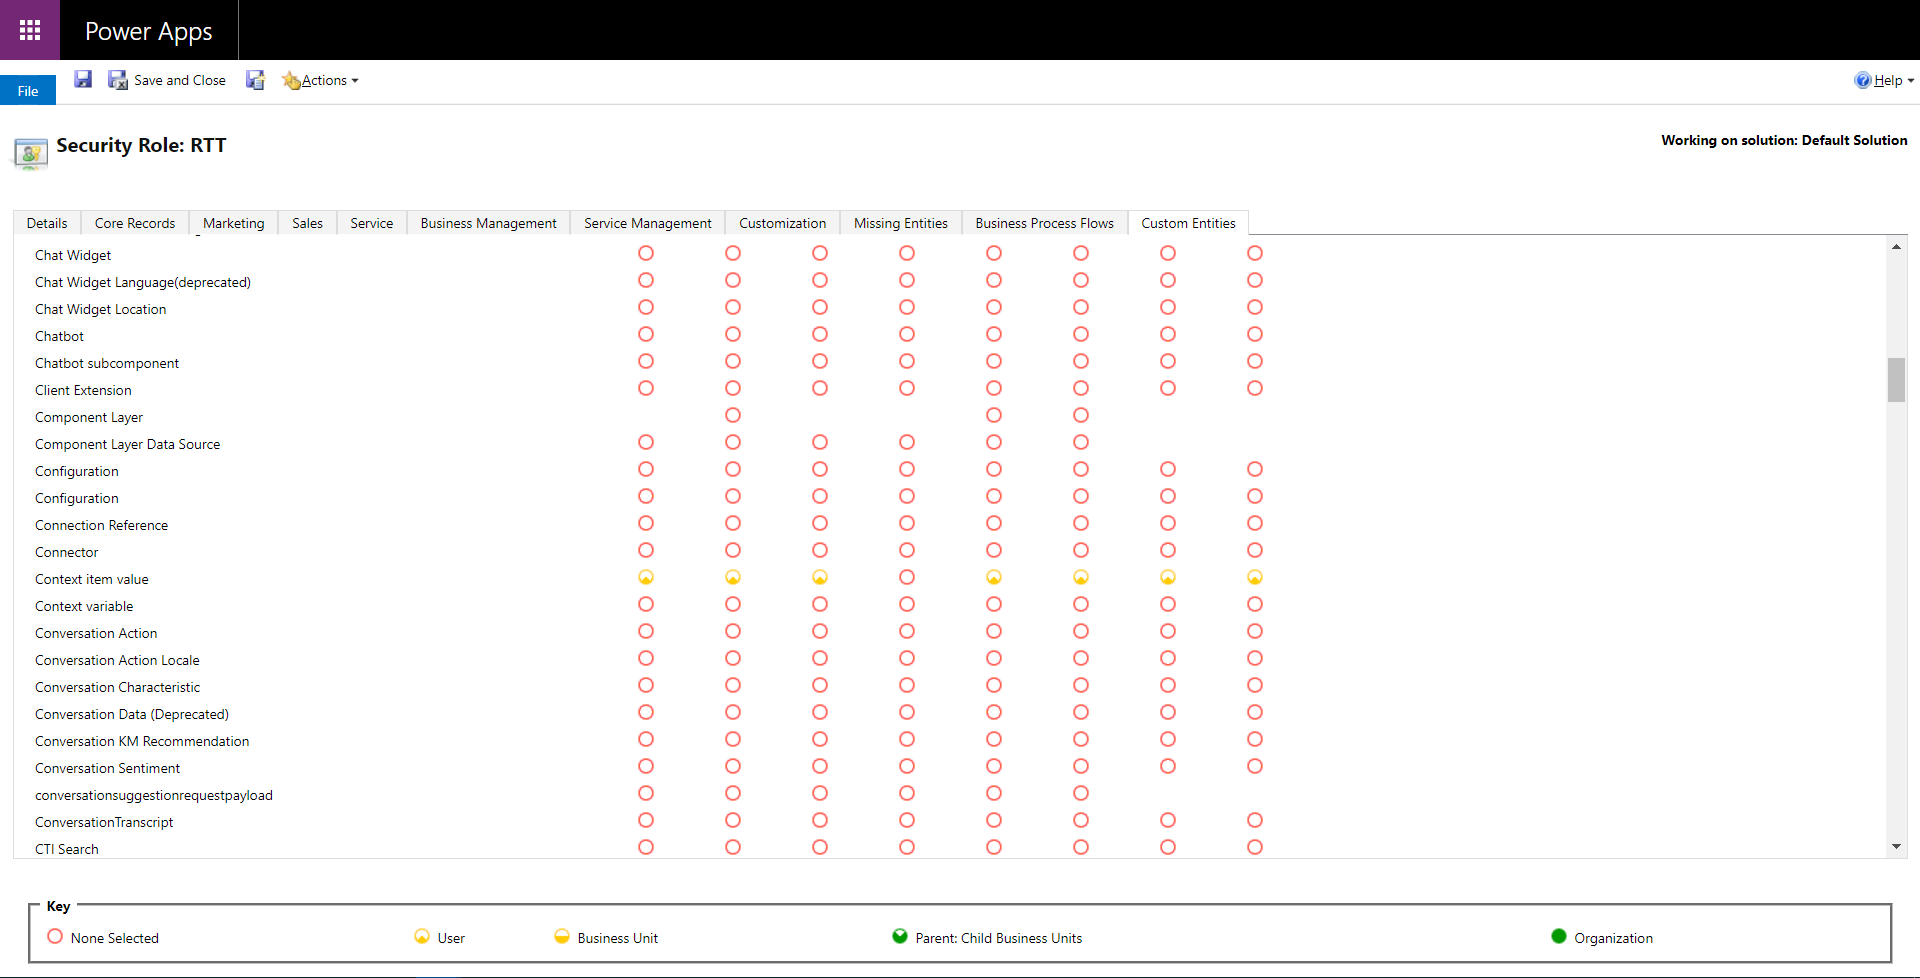 Power Apps
File
Save and Close
Actions
Help
Security Role: RTT
Working on solution: Default Solution
Details Core Records Marketing Sales Service Business Management Service Management Customization Missing Entities Business Process Flows Custom Entities
Chat Widget
Chat Widget Language(deprecated)
Chat Widget Location
Chatbot
Chatbot subcomponent
Client Extension
Component Layer
Component Layer Data Source
Configuration
Configuration
Connection Reference
Connector
Context item value
Context variable
Conversation Action
Conversation Action Locale
Conversation Characteristic
Conversation Data (Deprecated)
Conversation KM Recommendation
Conversation Sentiment
conversationsuggestionrequestpayload
ConversationTranscript
CTI Search
Key
None Selected User Business Unit Parent: Child Business Units Organization